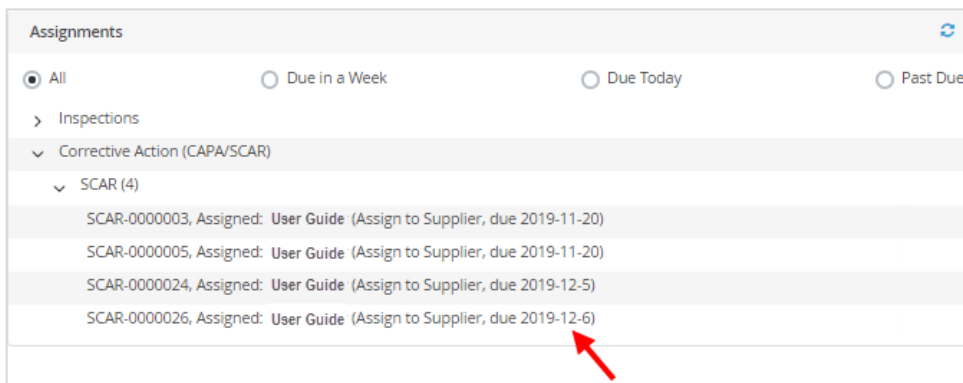 Assignments
All Due in a Week Due Today Past Due
Inspections
Corrective Action (CAPA/SCAR)
SCAR (4)
SCAR-0000003, Assigned: User Guide (Assign to Supplier, due 2019-11-20)
SCAR-0000005, Assigned: User Guide (Assign to Supplier, due 2019-11-20)
SCAR-0000024, Assigned: User Guide (Assign to Supplier, due 2019-12-5)
SCAR-0000026, Assigned: User Guide (Assign to Supplier, due 2019-12-6)